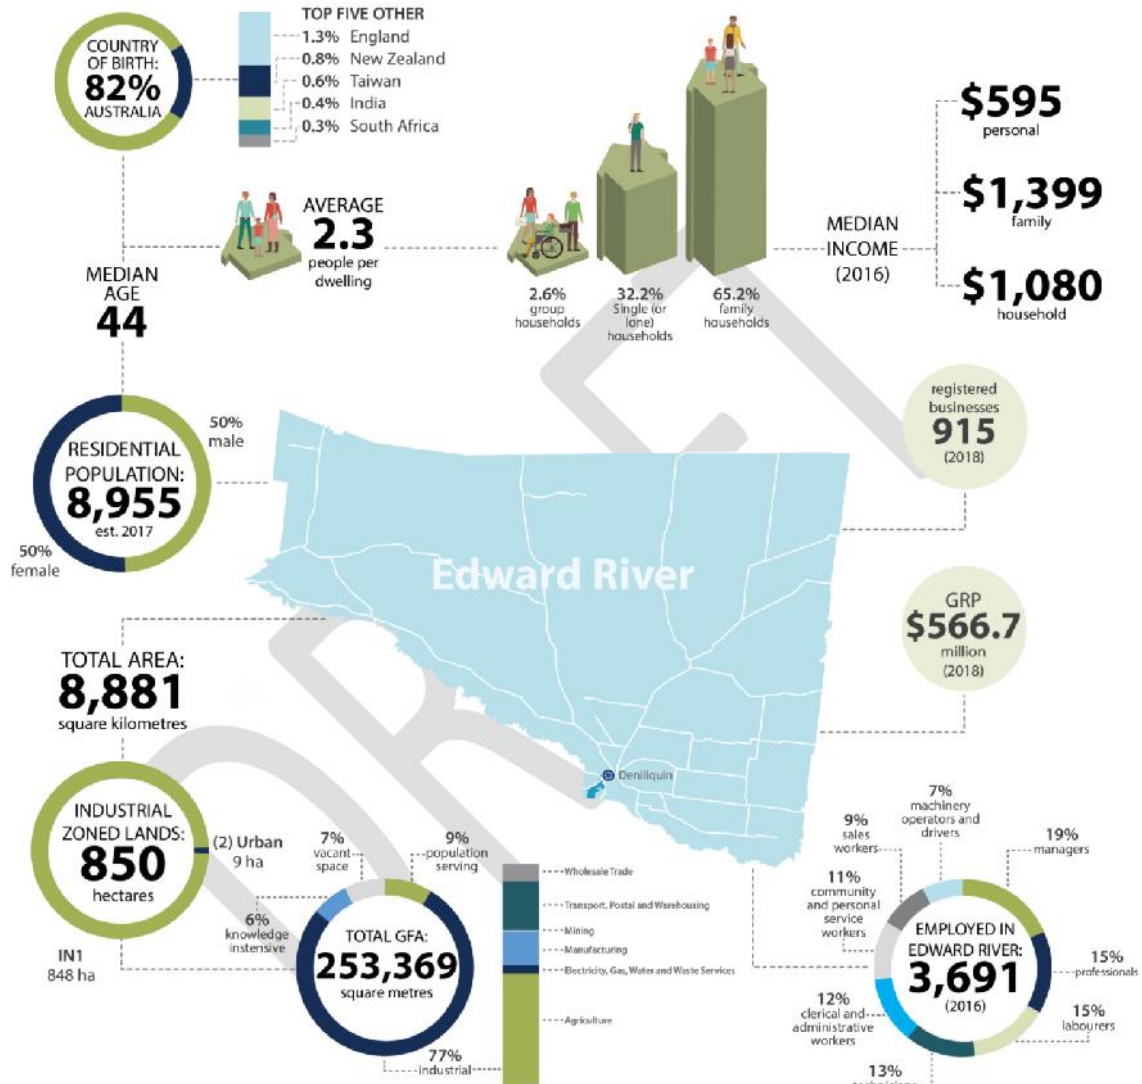 COUNTRY
OF BIRTH:
82%
AUSTRALIA
TOP FIVE OTHER
1.3% England
0.8% New Zealand
0.6% Taiwan
0.4% India
0.3% South Africa
AVERAGE
2.3
people per
dwelling
2.6%
group
households
32.2%
Single (or
lone)
households
65.2%
family
households
MEDIAN
INCOME
(2016)
$595
personal
$1,399
family
$1,080
household
MEDIAN
AGE
44
RESIDENTIAL
POPULATION:
8,955
est. 2017
50%
male
50%
female
registered
businesses
915
(2018)
Edward River
GRP
$566.7
million
(2018)
Deniliquin
TOTAL AREA:
8,881
square kilometres
INDUSTRIAL
ZONED LANDS:
850
hectares
(2) Urban
9 ha
IN1
848 ha
7%
vacant
space
9%
population
serving
6%
knowledge
instensive
TOTAL GFA:
253,369
square metres
77%
industrial
Wholesale Trade
Transport, Postal and Warehousing
Mining
Manufacturing
Electricity, Gas, Water and Waste Services
Agriculture
7%
machinery
operators and
drivers
9%
sales
workers
19%
managers
11%
community
and personal
service
workers
EMPLOYED IN
EDWARD RIVER:
3,691
(2016)
15%
professionals
12%
clerical and
administrative
workers
15%
labourers
13%